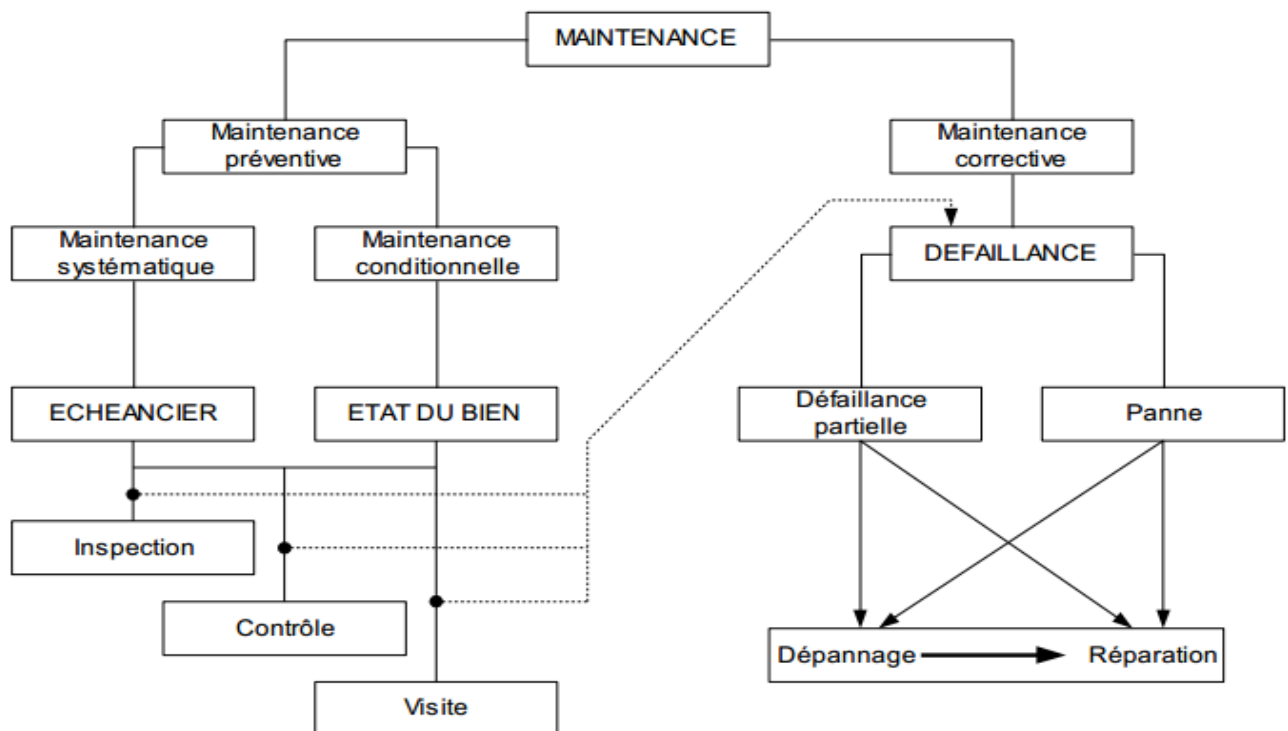 MAINTENANCE
Maintenance
préventive
Maintenance
corrective
Maintenance
systématique
Maintenance
conditionnelle
DEFAILLANCE
ECHEANCIER
ETAT DU BIEN
Défaillance
partielle
Panne
Inspection
Contrôle
Dépannage
Réparation
Visite